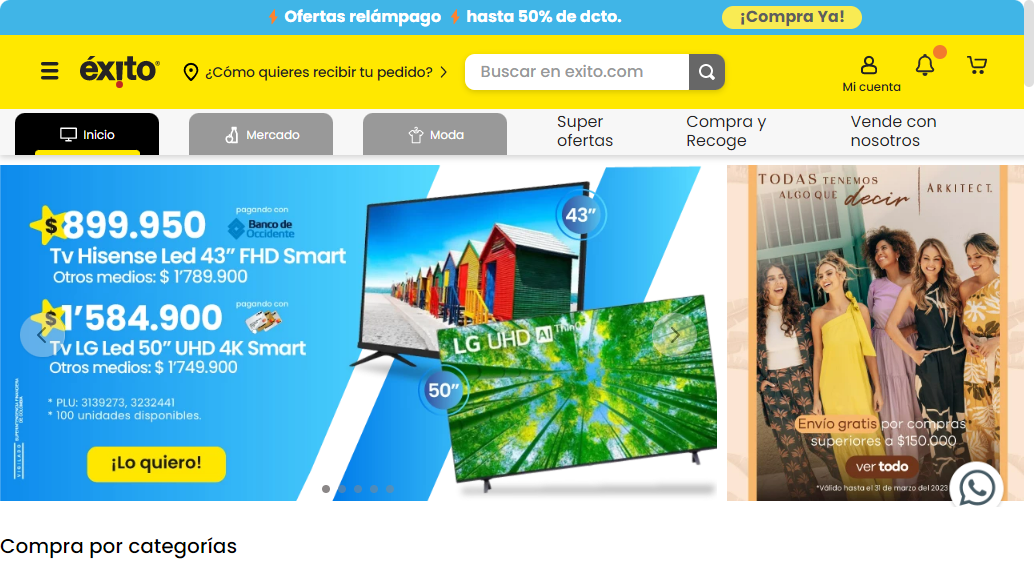 Ofertas relámpago hasta 50% de dcto.
¡Compra Ya!
éxito
¿Cómo quieres recibir tu pedido?
Buscar en exito.com
Mi cuenta
Inicio
Mercado
Moda
Super
ofertas
Compra y
Recoge
Vende con
nosotros
$899.950
pagando con
Banco de
Occidente
Tv Hisense Led 43” FHD Smart
Otros medios: $ 1’789.900
$1’584.900
pagando con
Tv LG Led 50” UHD 4K Smart
Otros medios: $ 1’749.900
* PLU: 3139273, 3232441
* 100 unidades disponibles.
VIGILADO SUPERINTENDENCIA FINANCIERA
DE COLOMBIA
¡Lo quiero!
43”
LG UHD AI ThinQ
50”
TODAS TENEMOS
ALGO QUE decir
ARKITECT.
Envío gratis por compras
superiores a $150.000
ver todo
*Válido hasta el 31 de marzo del 2023
Compra por categorías